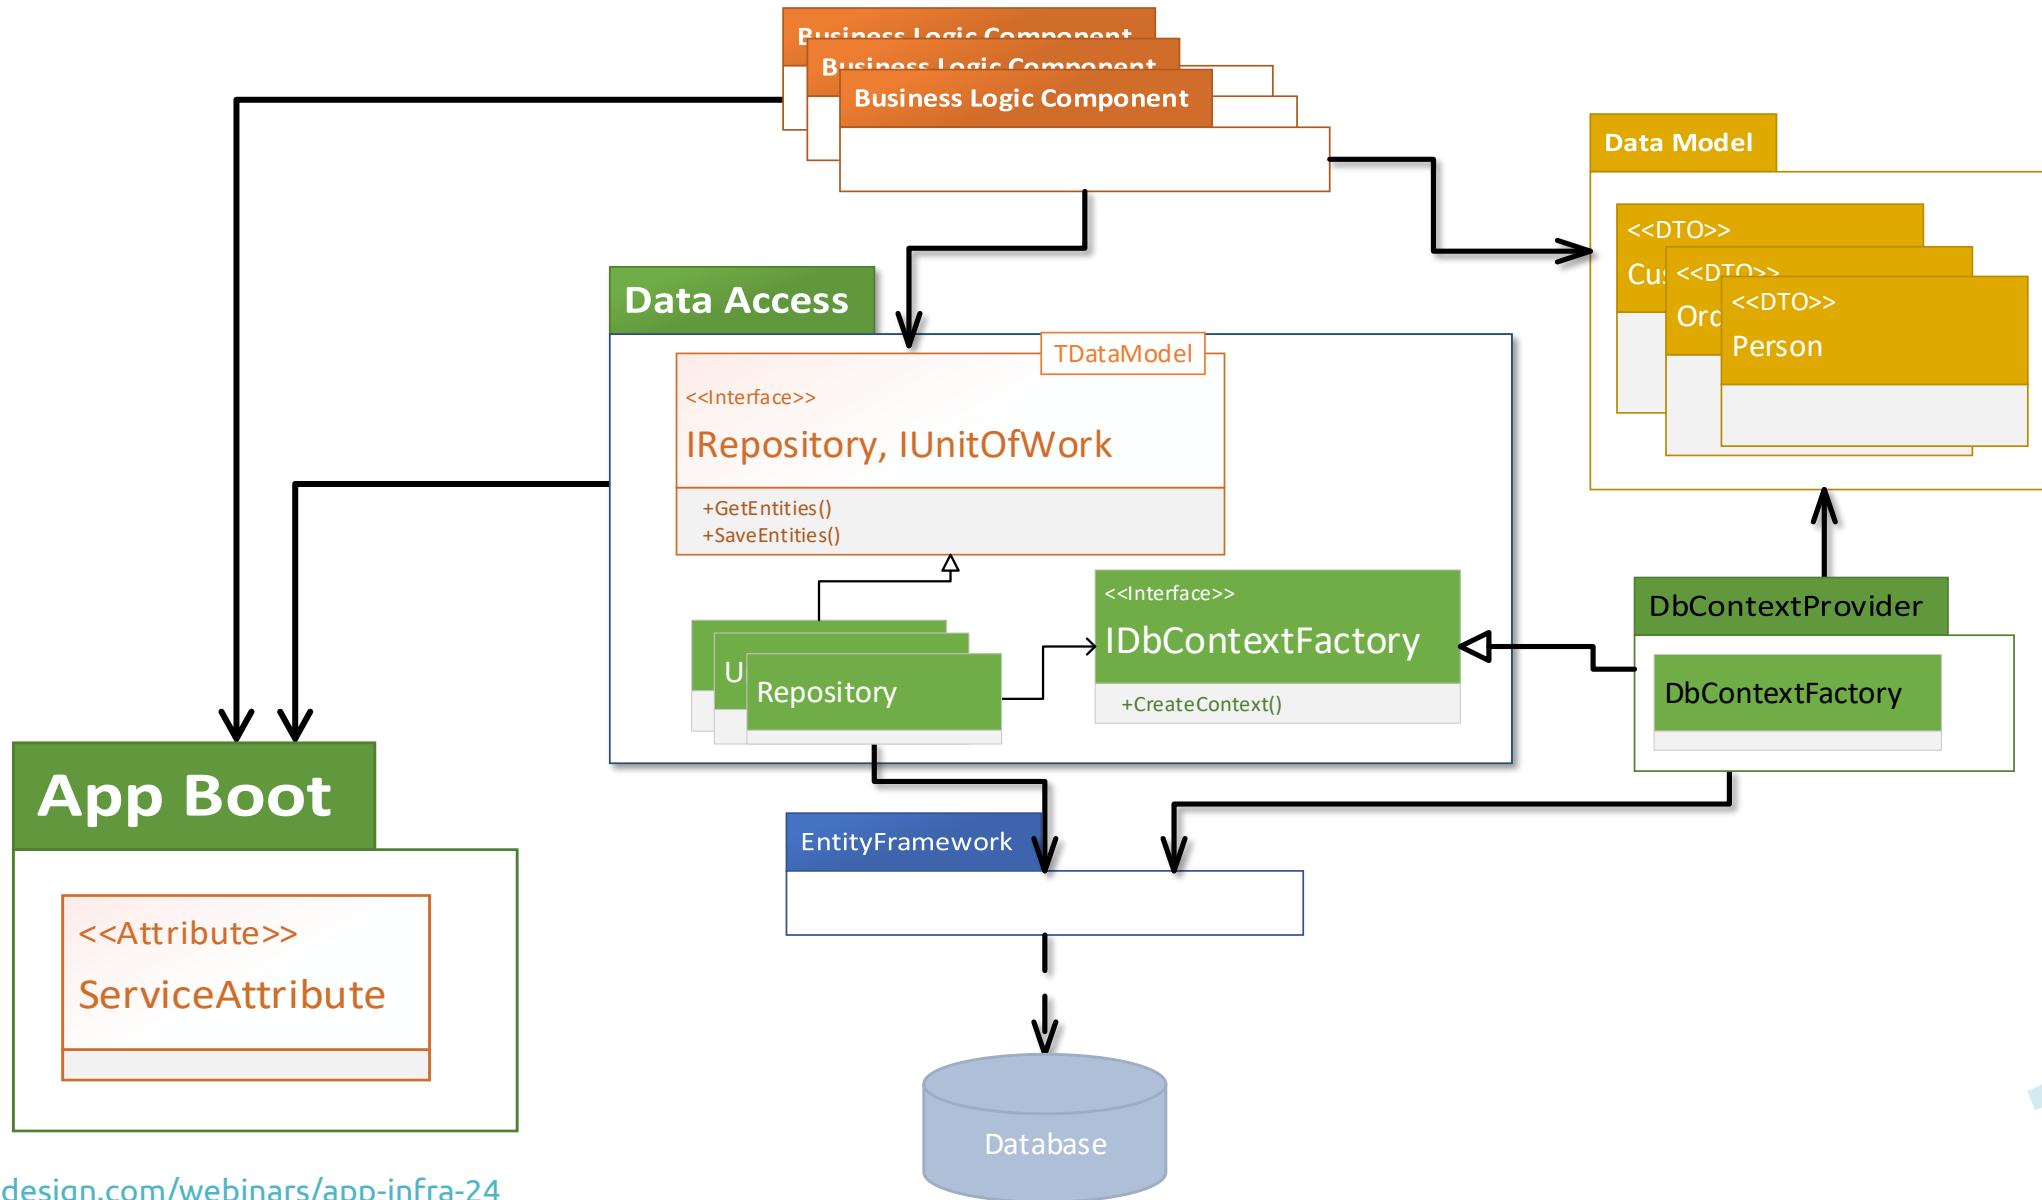 Business Logic Component
Business Logic Component
Business Logic Component
Data Model
<<DTO>>
Cus
<<DTO>>
Ord
<<DTO>>
Person
Data Access
TDataModel
<<Interface>>
IRepository, IUnitOfWork
+GetEntities()
+SaveEntities()
<<Interface>>
IDbContextFactory
+CreateContext()
U
Repository
DbContextProvider
DbContextFactory
App Boot
<<Attribute>>
ServiceAttribute
EntityFramework
Database
design.com/webinars/app-infra-24